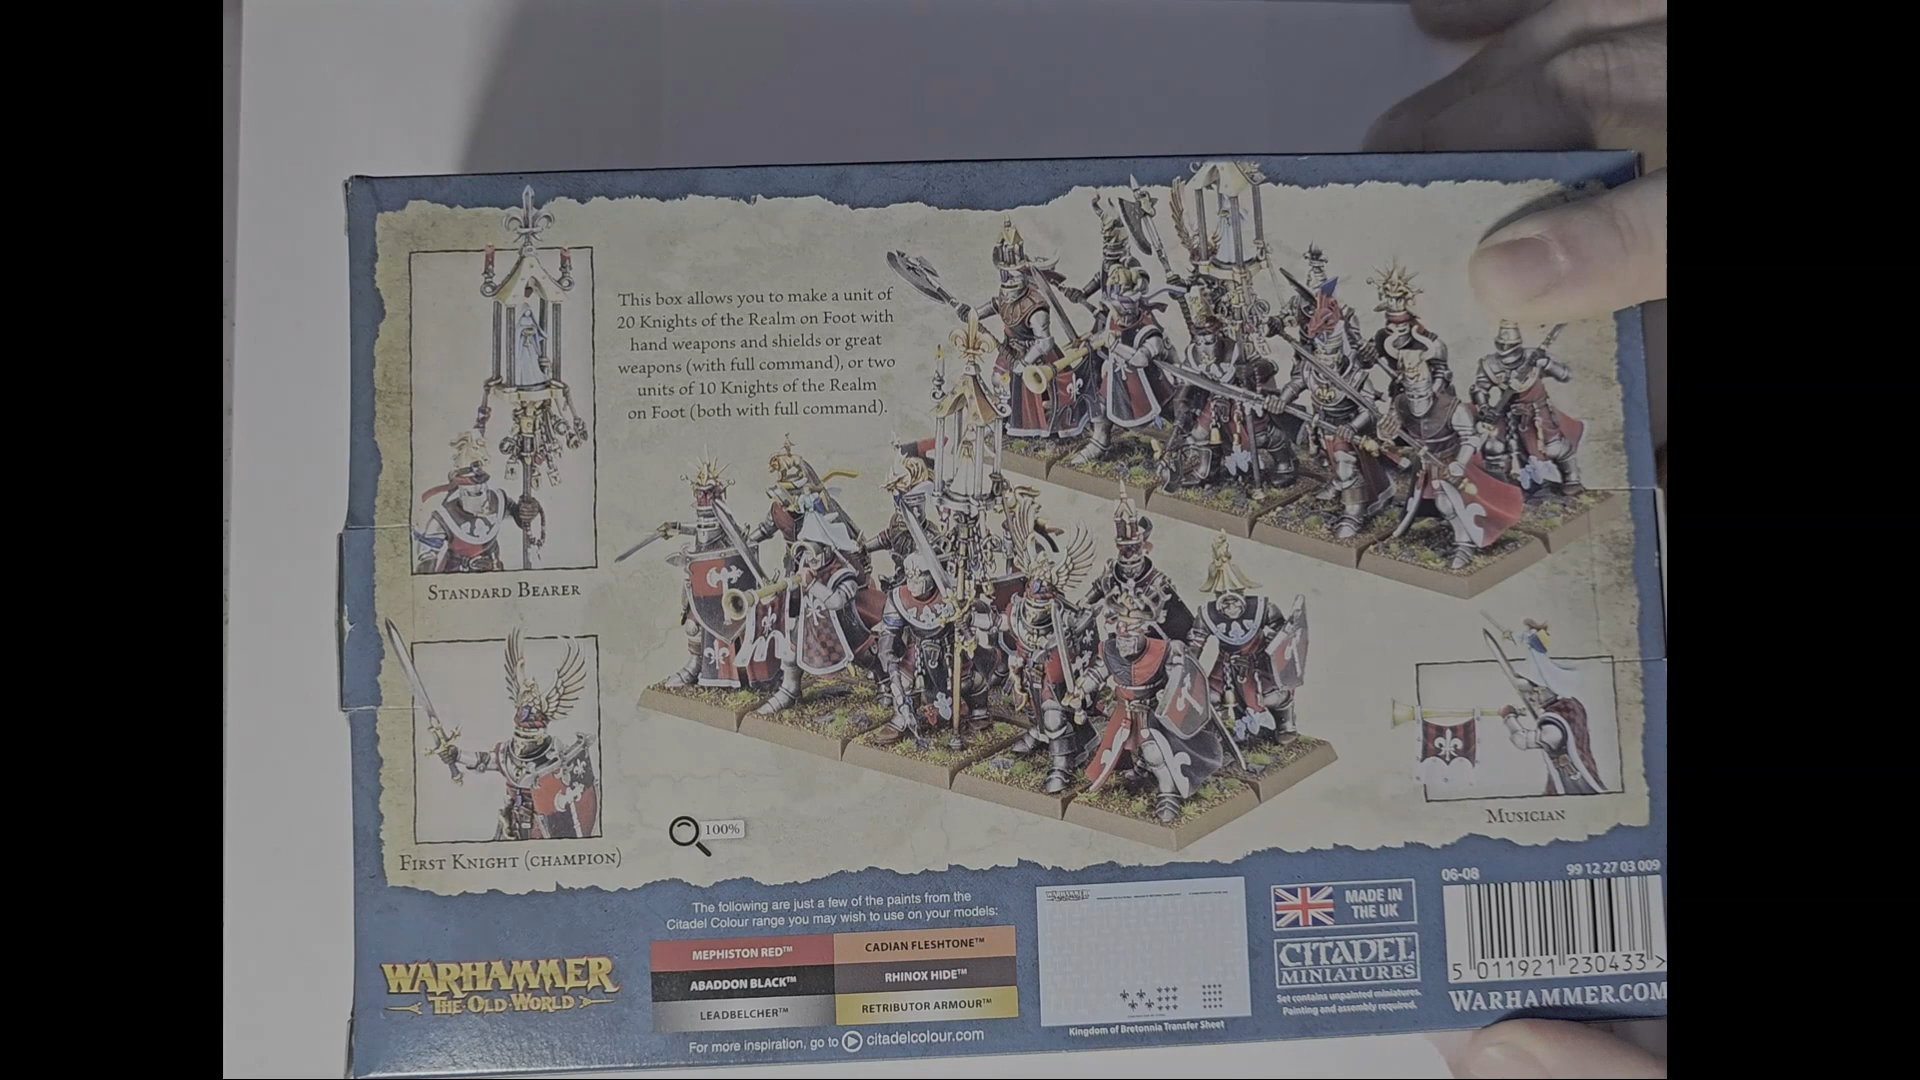 This box allows you to make a unit of
20 Knights of the Realm on Foot with
hand weapons and shields or great
weapons (with full command), or two
units of 10 Knights of the Realm
on Foot (both with full command).
STANDARD BEARER
FIRST KNIGHT (CHAMPION)
100%
MUSICIAN
The following are just a few of the paints from the
Citadel Colour range you may wish to use on your models:
MEPHISTON RED™
CADIAN FLESHTONE™
ABADDON BLACK™
RHINOX HIDE™
LEADBELCHER™
RETRIBUTOR ARMOUR™
For more inspiration, go to citadelcolour.com
WARHAMMER
THE OLD WORLD
WARHAMMER
Kingdom of Bretonnia Transfer Sheet
MADE IN
THE UK
CITADEL
MINIATURES
Set contains unpainted miniatures.
Painting and assembly required.
06-08
99 12 27 03 009
5 011921 230433 >
WARHAMMER.COM